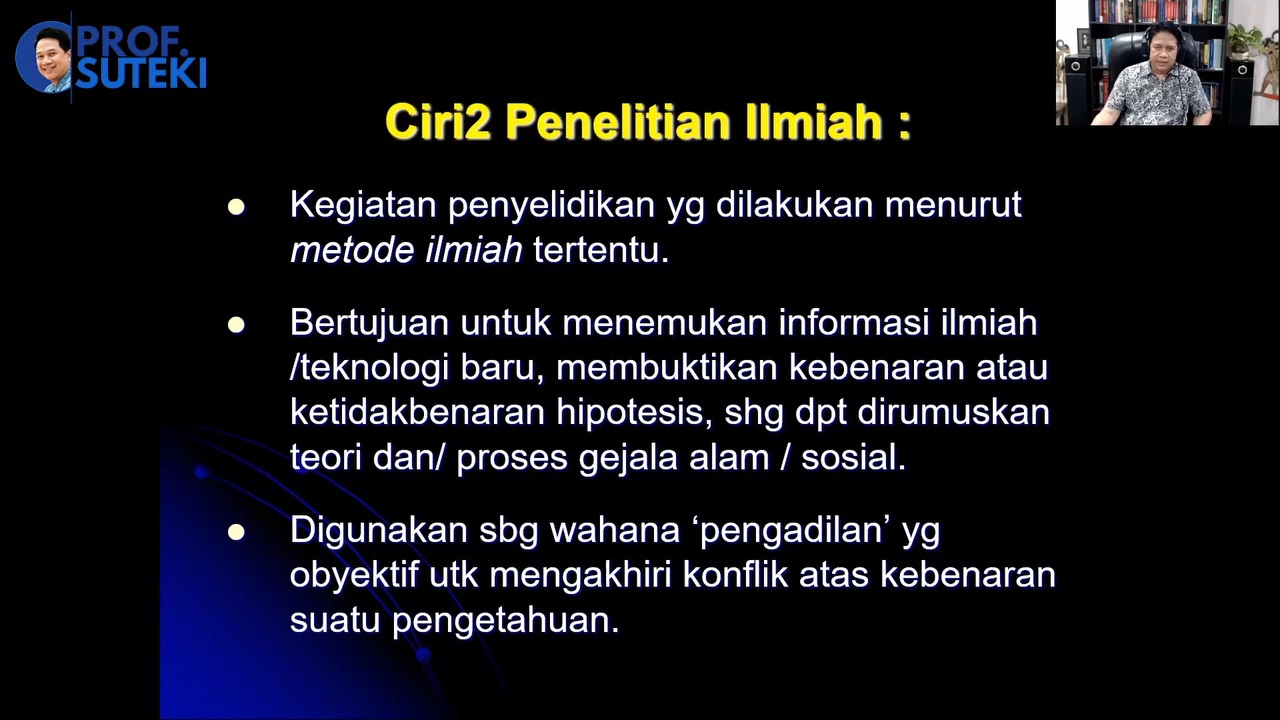 PROF.
SUTEKI
Ciri2 Penelitian Ilmiah :
● Kegiatan penyelidikan yg dilakukan menurut
metode ilmiah tertentu.
● Bertujuan untuk menemukan informasi ilmiah
/teknologi baru, membuktikan kebenaran atau
ketidakbenaran hipotesis, shg dpt dirumuskan
teori dan/ proses gejala alam / sosial.
● Digunakan sbg wahana ‘pengadilan’ yg
obyektif utk mengakhiri konflik atas kebenaran
suatu pengetahuan.